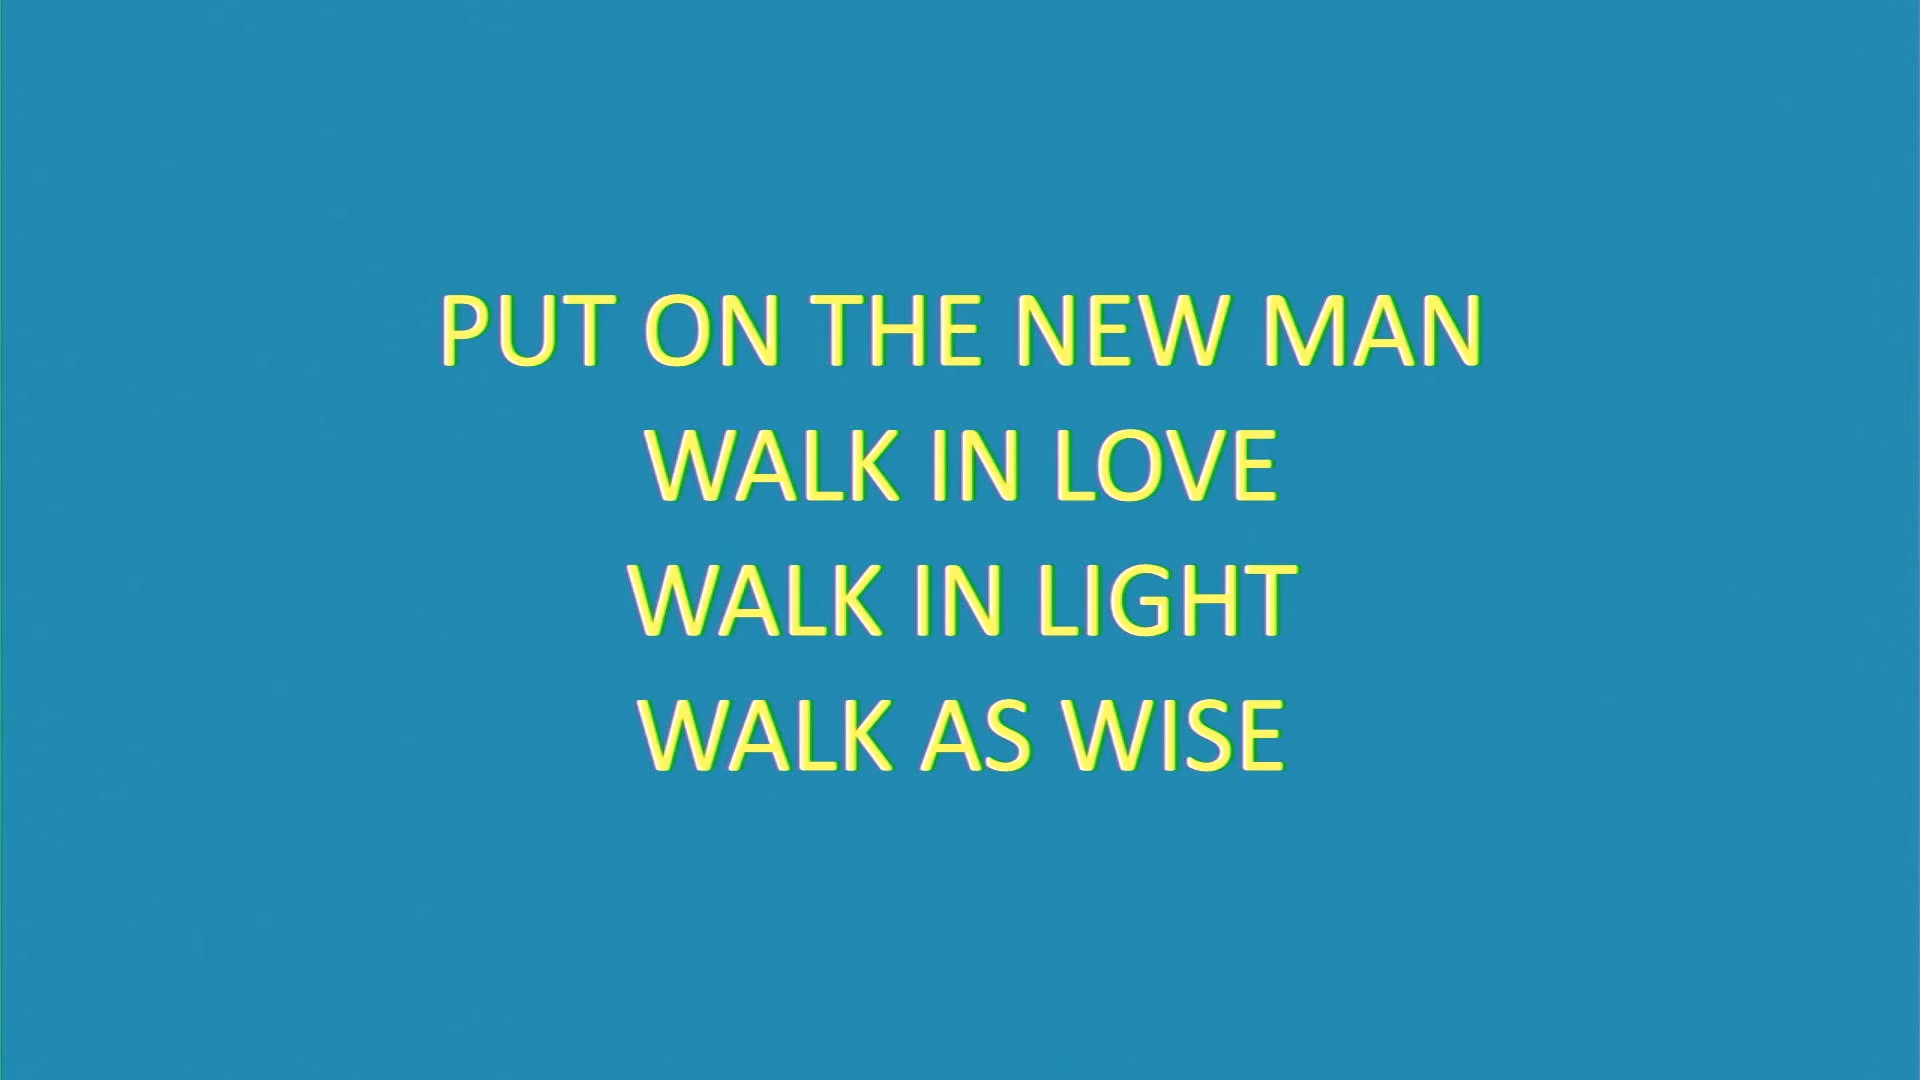 PUT ON THE NEW MAN
WALK IN LOVE
WALK IN LIGHT
WALK AS WISE